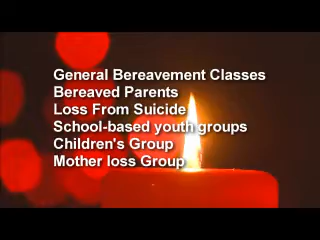 General Bereavement Classes
Bereaved Parents
Loss From Suicide
School-based youth groups
Children's Group
Mother loss Group